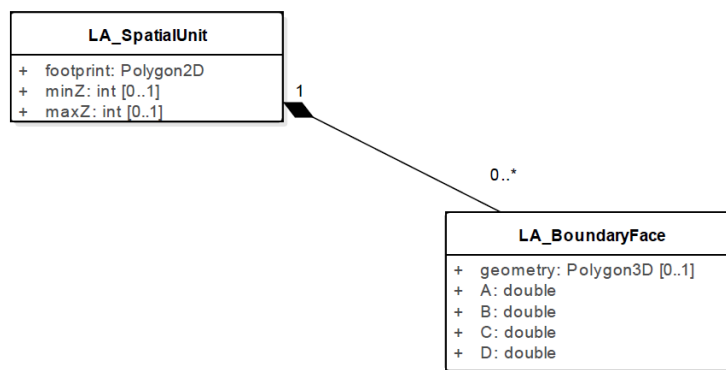 LA_SpatialUnit
+ footprint: Polygon2D
+ minZ: int [0..1]
+ maxZ: int [0..1]
1
0..*
LA_BoundaryFace
+ geometry: Polygon3D [0..1]
+ A: double
+ B: double
+ C: double
+ D: double